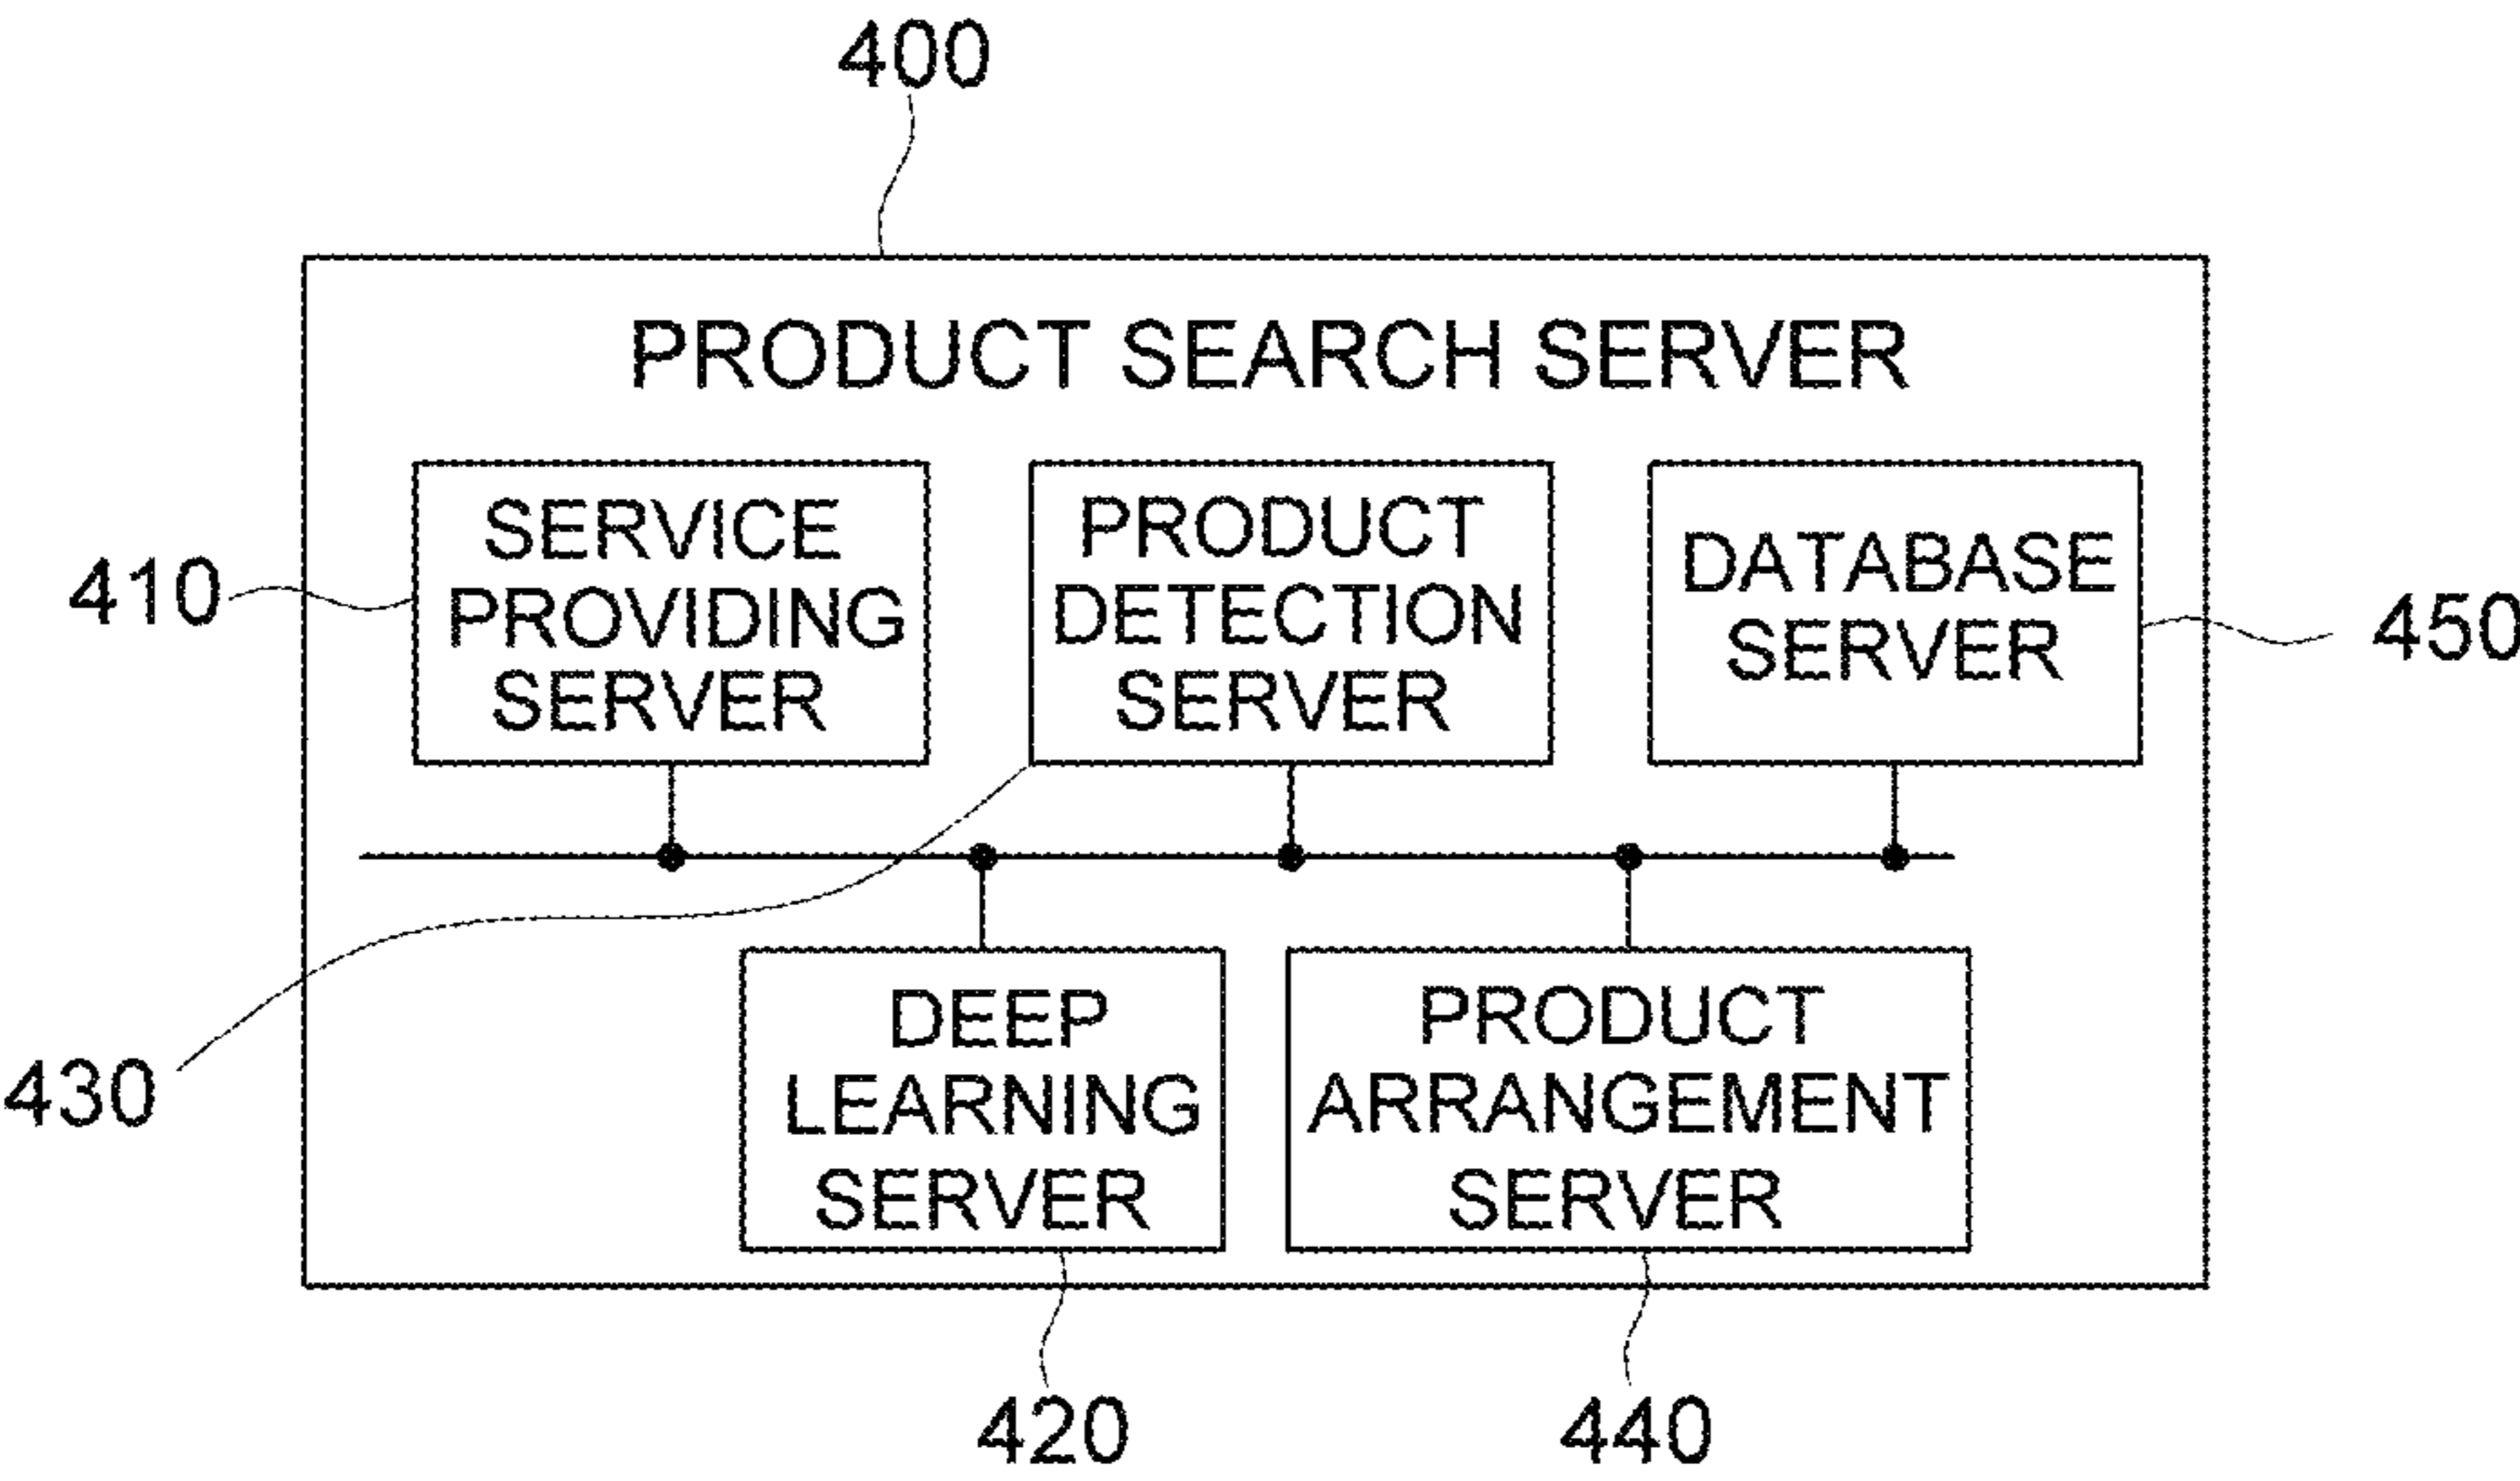 400
PRODUCT SEARCH SERVER
SERVICE
PROVIDING
SERVER
410
PRODUCT
DETECTION
SERVER
DATABASE
SERVER
450
430
DEEP
LEARNING
SERVER
PRODUCT
ARRANGEMENT
SERVER
420
440